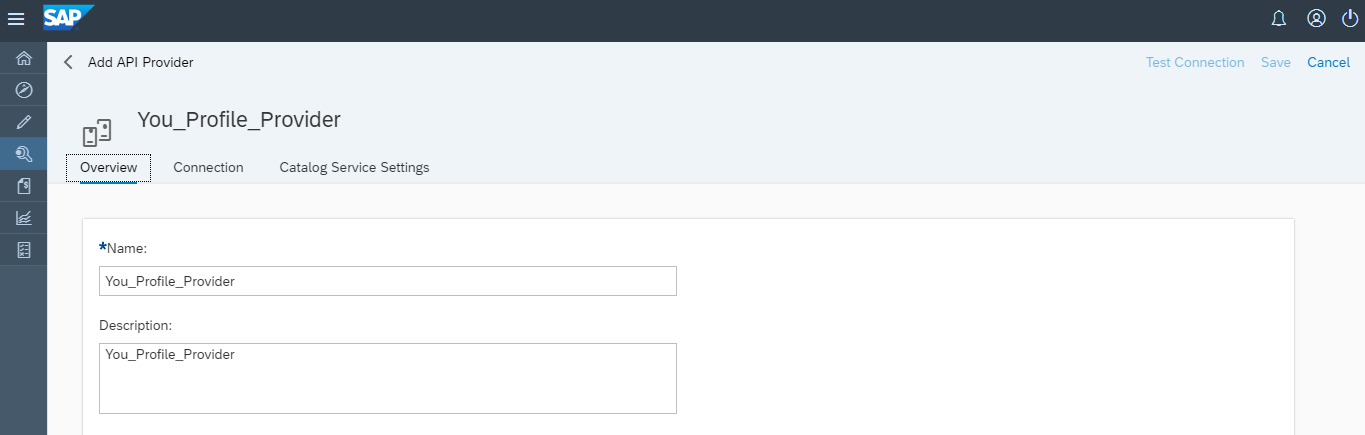 SAP
Add API Provider Test Connection Save Cancel
You_Profile_Provider
Overview Connection Catalog Service Settings
*Name:
You_Profile_Provider
Description:
You_Profile_Provider